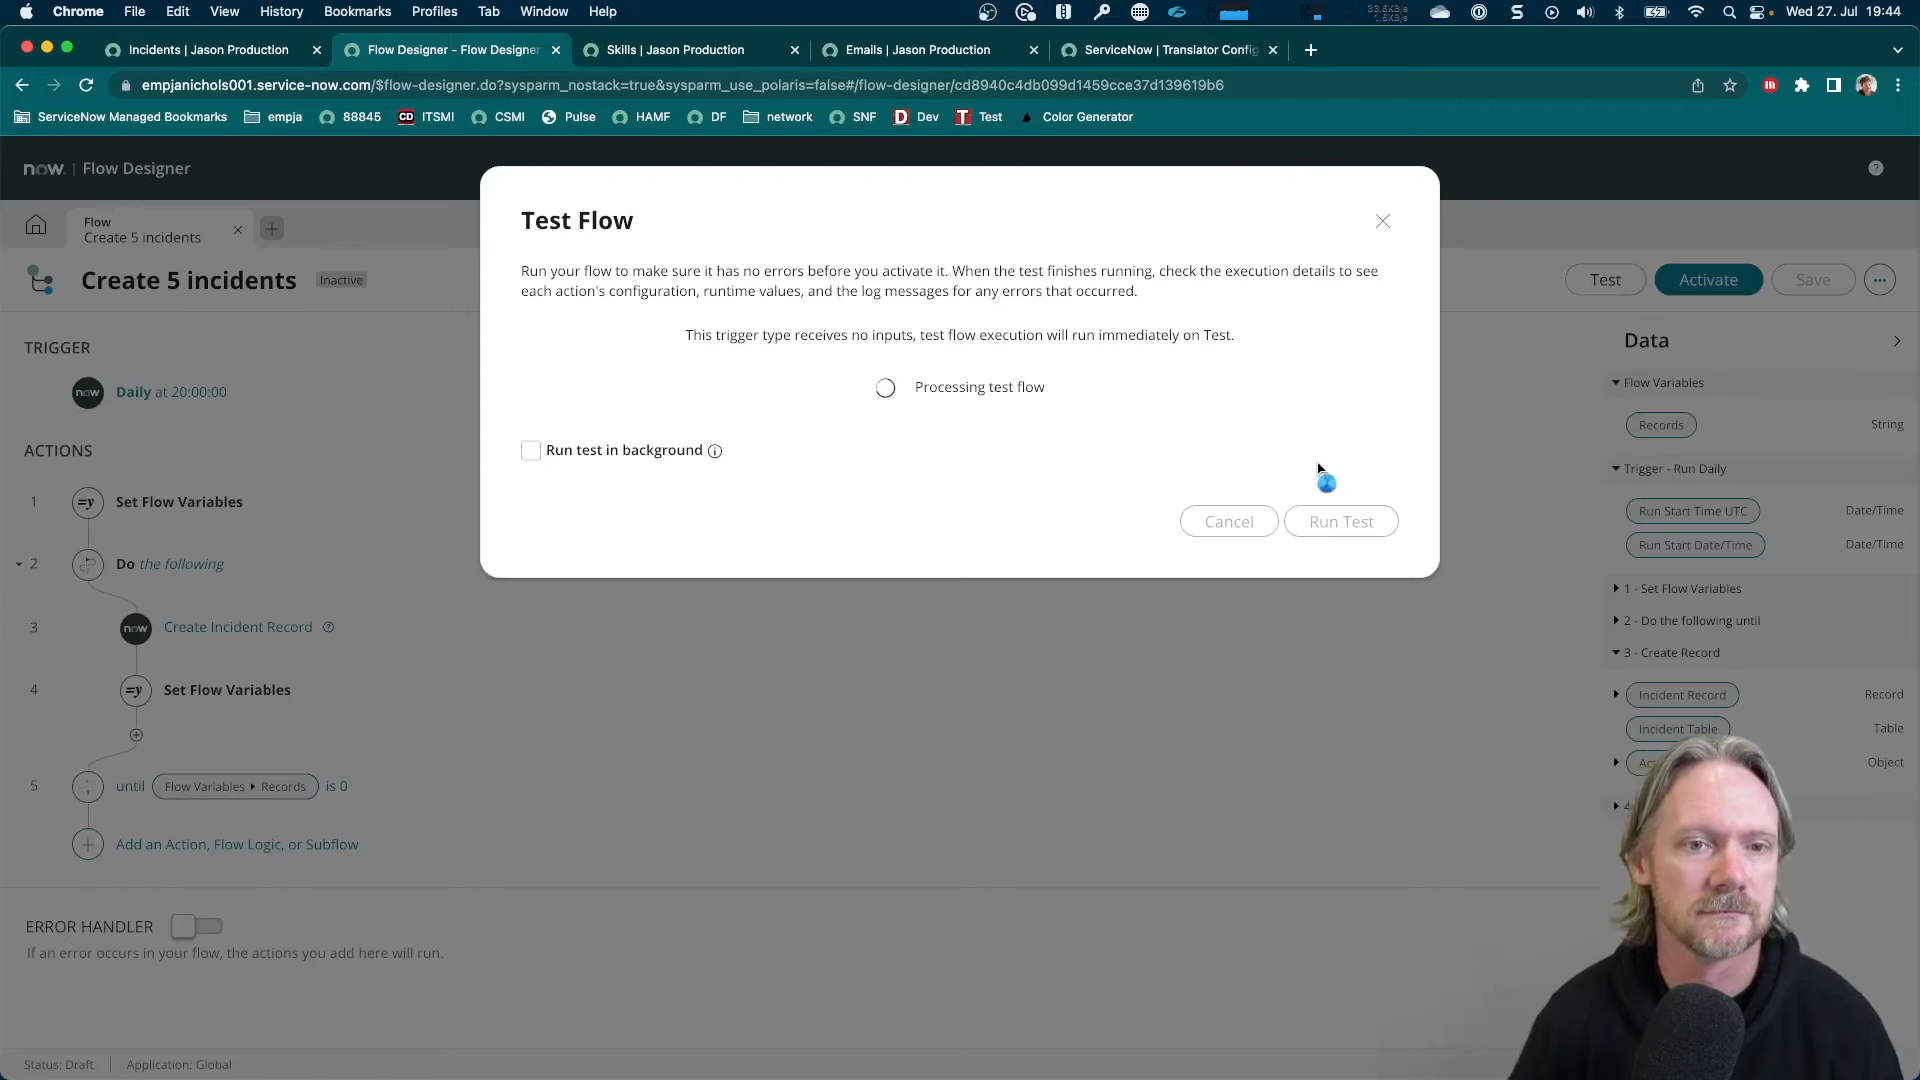 Chrome File Edit View History Bookmarks Profiles Tab Window Help
33.5KB/s
1.5KB/s
Wed 27. Jul 19:44
Incidents | Jason Production
Flow Designer - Flow Designer
Skills | Jason Production
Emails | Jason Production
ServiceNow | Translator Config
empjanichols001.service-now.com/$flow-designer.do?sysparm_nostack=true&sysparm_use_polaris=false#/flow-designer/cd8940c4db099d1459cce37d139619b6
ServiceNow Managed Bookmarks empja 88845 CD ITSMI CSMI Pulse HAMF DF network SNF D Dev T Test Color Generator
now. | Flow Designer
Flow
Create 5 incidents
Create 5 incidents Inactive
Test Activate Save
TRIGGER
now Daily at 20:00:00
ACTIONS
1 =y Set Flow Variables
2 Do the following
3 now Create Incident Record
4 =y Set Flow Variables
5 until Flow Variables Records is 0
Add an Action, Flow Logic, or Subflow
ERROR HANDLER
If an error occurs in your flow, the actions you add here will run.
Status: Draft Application: Global
Test Flow
Run your flow to make sure it has no errors before you activate it. When the test finishes running, check the execution details to see
each action's configuration, runtime values, and the log messages for any errors that occurred.
This trigger type receives no inputs, test flow execution will run immediately on Test.
Processing test flow
Run test in background
Cancel Run Test
Data
Flow Variables
Records String
Trigger - Run Daily
Run Start Time UTC Date/Time
Run Start Date/Time Date/Time
1 - Set Flow Variables
2 - Do the following until
3 - Create Record
Incident Record Record
Incident Table Table
Object
4